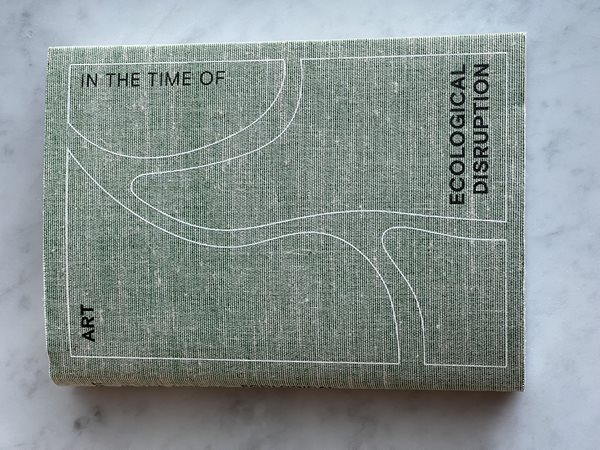 ART
IN THE TIME OF
ECOLOGICAL
DISRUPTION